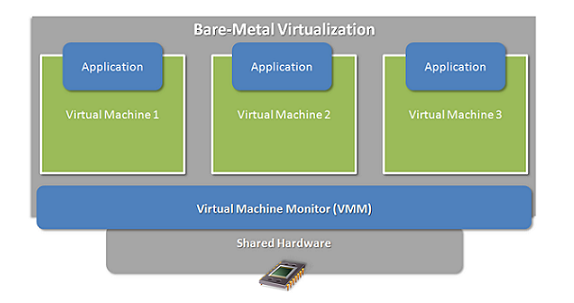 Bare-Metal Virtualization
Application
Application
Application
Virtual Machine 1
Virtual Machine 2
Virtual Machine 3
Virtual Machine Monitor (VMM)
Shared Hardware